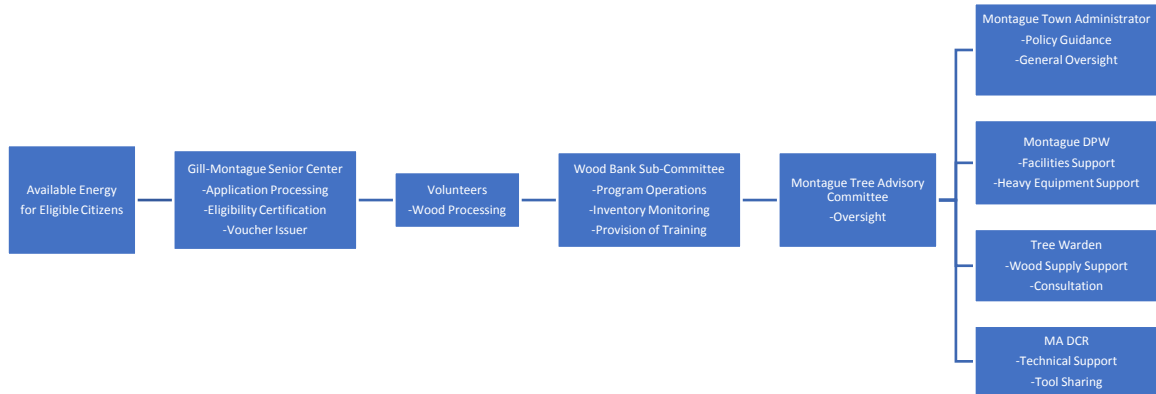 Available Energy
for Eligible Citizens
Gill-Montague Senior Center
-Application Processing
-Eligibility Certification
-Voucher Issuer
Volunteers
-Wood Processing
Wood Bank Sub-Committee
-Program Operations
-Inventory Monitoring
-Provision of Training
Montague Tree Advisory
Committee
-Oversight
Montague Town Administrator
-Policy Guidance
-General Oversight
Montague DPW
-Facilities Support
-Heavy Equipment Support
Tree Warden
-Wood Supply Support
-Consultation
MA DCR
-Technical Support
-Tool Sharing